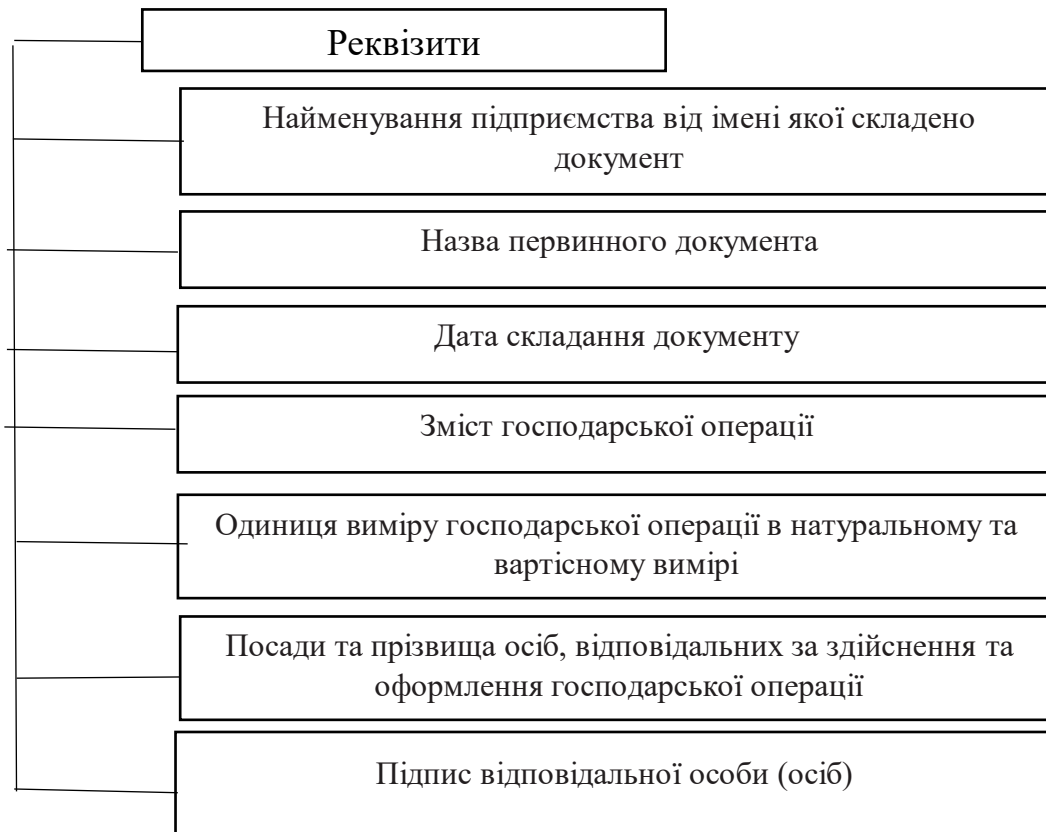 Реквізити
Найменування підприємства від імені якої складено
документ
Назва первинного документа
Дата складання документу
Зміст господарської операції
Одиниця виміру господарської операції в натуральному та
вартісному вимірі
Посади та прізвища осіб, відповідальних за здійснення та
оформлення господарської операції
Підпис відповідальної особи (осіб)